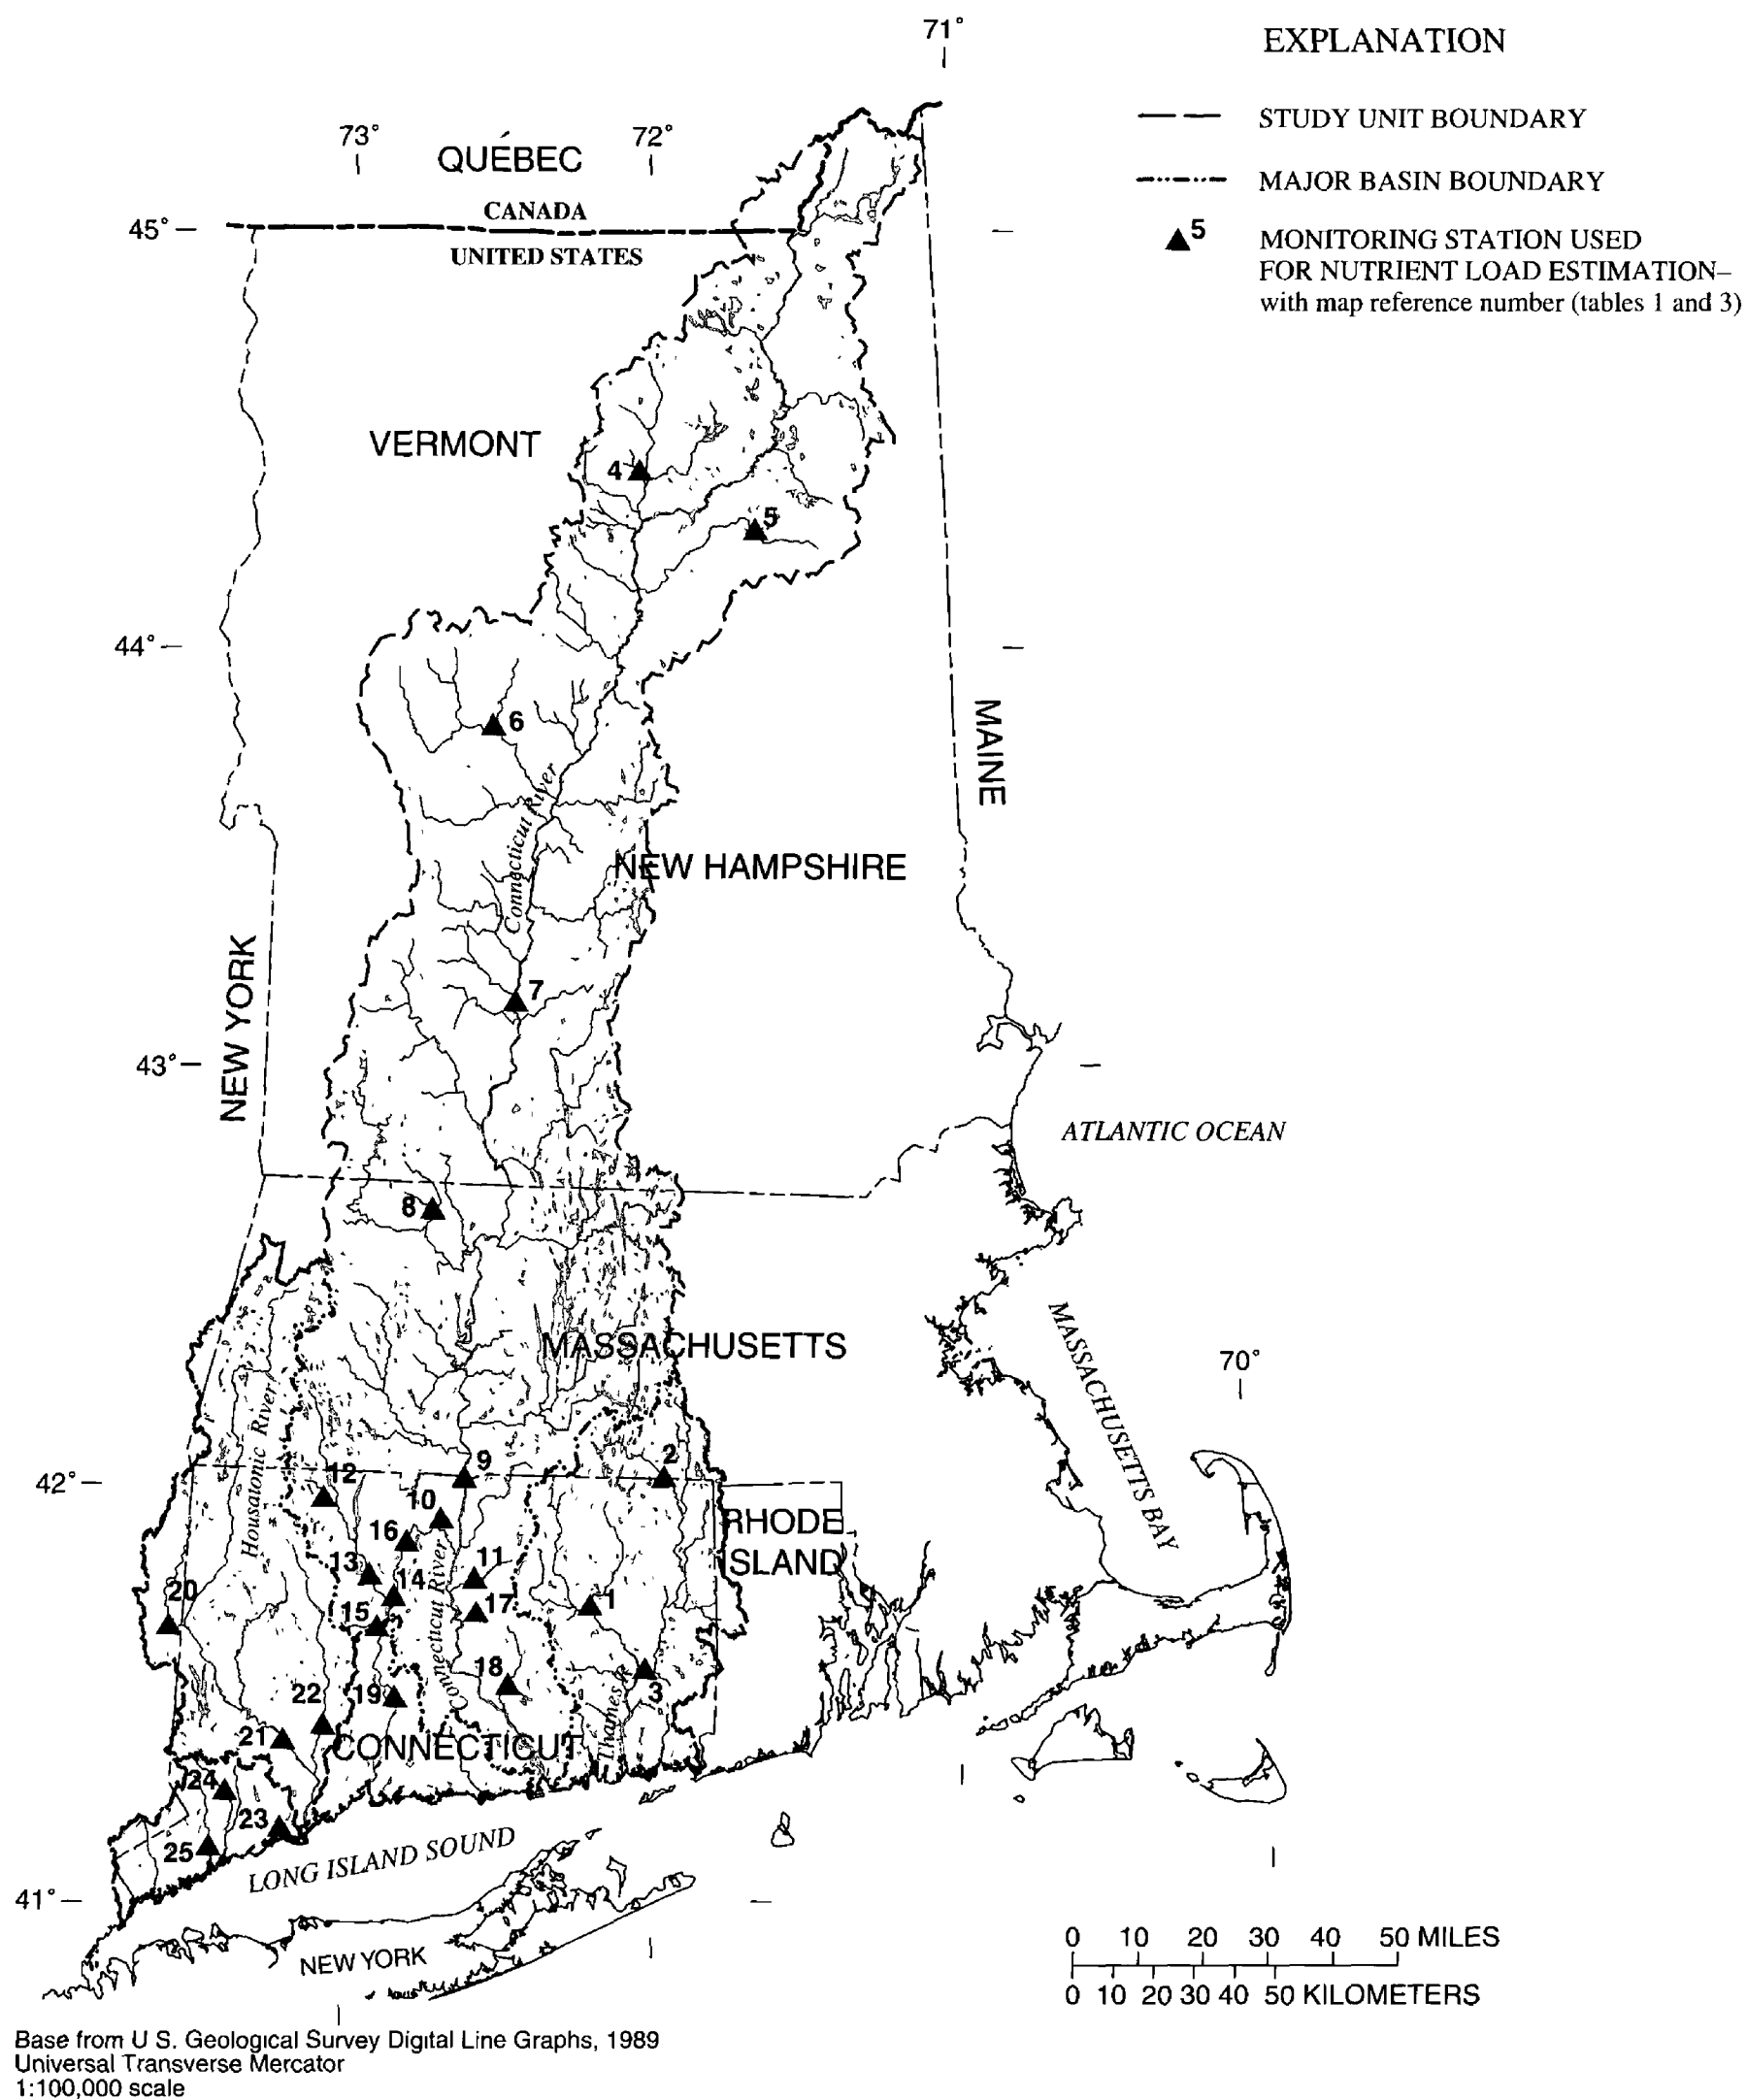 71°
EXPLANATION
STUDY UNIT BOUNDARY
MAJOR BASIN BOUNDARY
5
MONITORING STATION USED
FOR NUTRIENT LOAD ESTIMATION–
with map reference number (tables 1 and 3)
73°
72°
QUÉBEC
CANADA
45°
UNITED STATES
VERMONT
4
5
44°
6
MAINE
Connecticut River
NEW HAMPSHIRE
NEW YORK
7
43°
ATLANTIC OCEAN
8
MASSACHUSETTS
MASSACHUSETTS BAY
70°
Housatonic River
42°
12
9
2
10
16
RHODE
ISLAND
13
11
14
Connecticut River
20
15
17
1
18
3
22
19
Thames R
21
CONNECTICUT
24
23
25
LONG ISLAND SOUND
41°
NEW YORK
0 10 20 30 40 50 MILES
0 10 20 30 40 50 KILOMETERS
Base from U S. Geological Survey Digital Line Graphs, 1989
Universal Transverse Mercator
1:100,000 scale